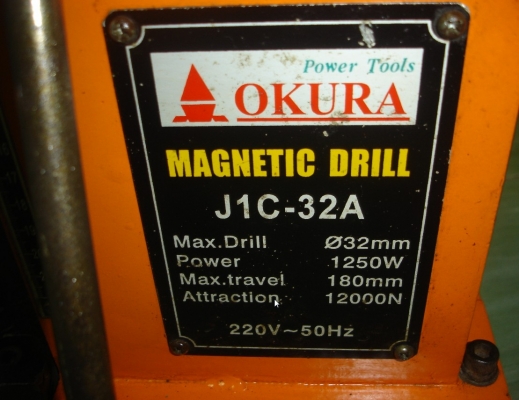 Power Tools
OKURA
MAGNETIC DRILL
J1C-32A
Max.Drill Ø32mm
Power 1250W
Max.travel 180mm
Attraction 12000N
220V~50Hz